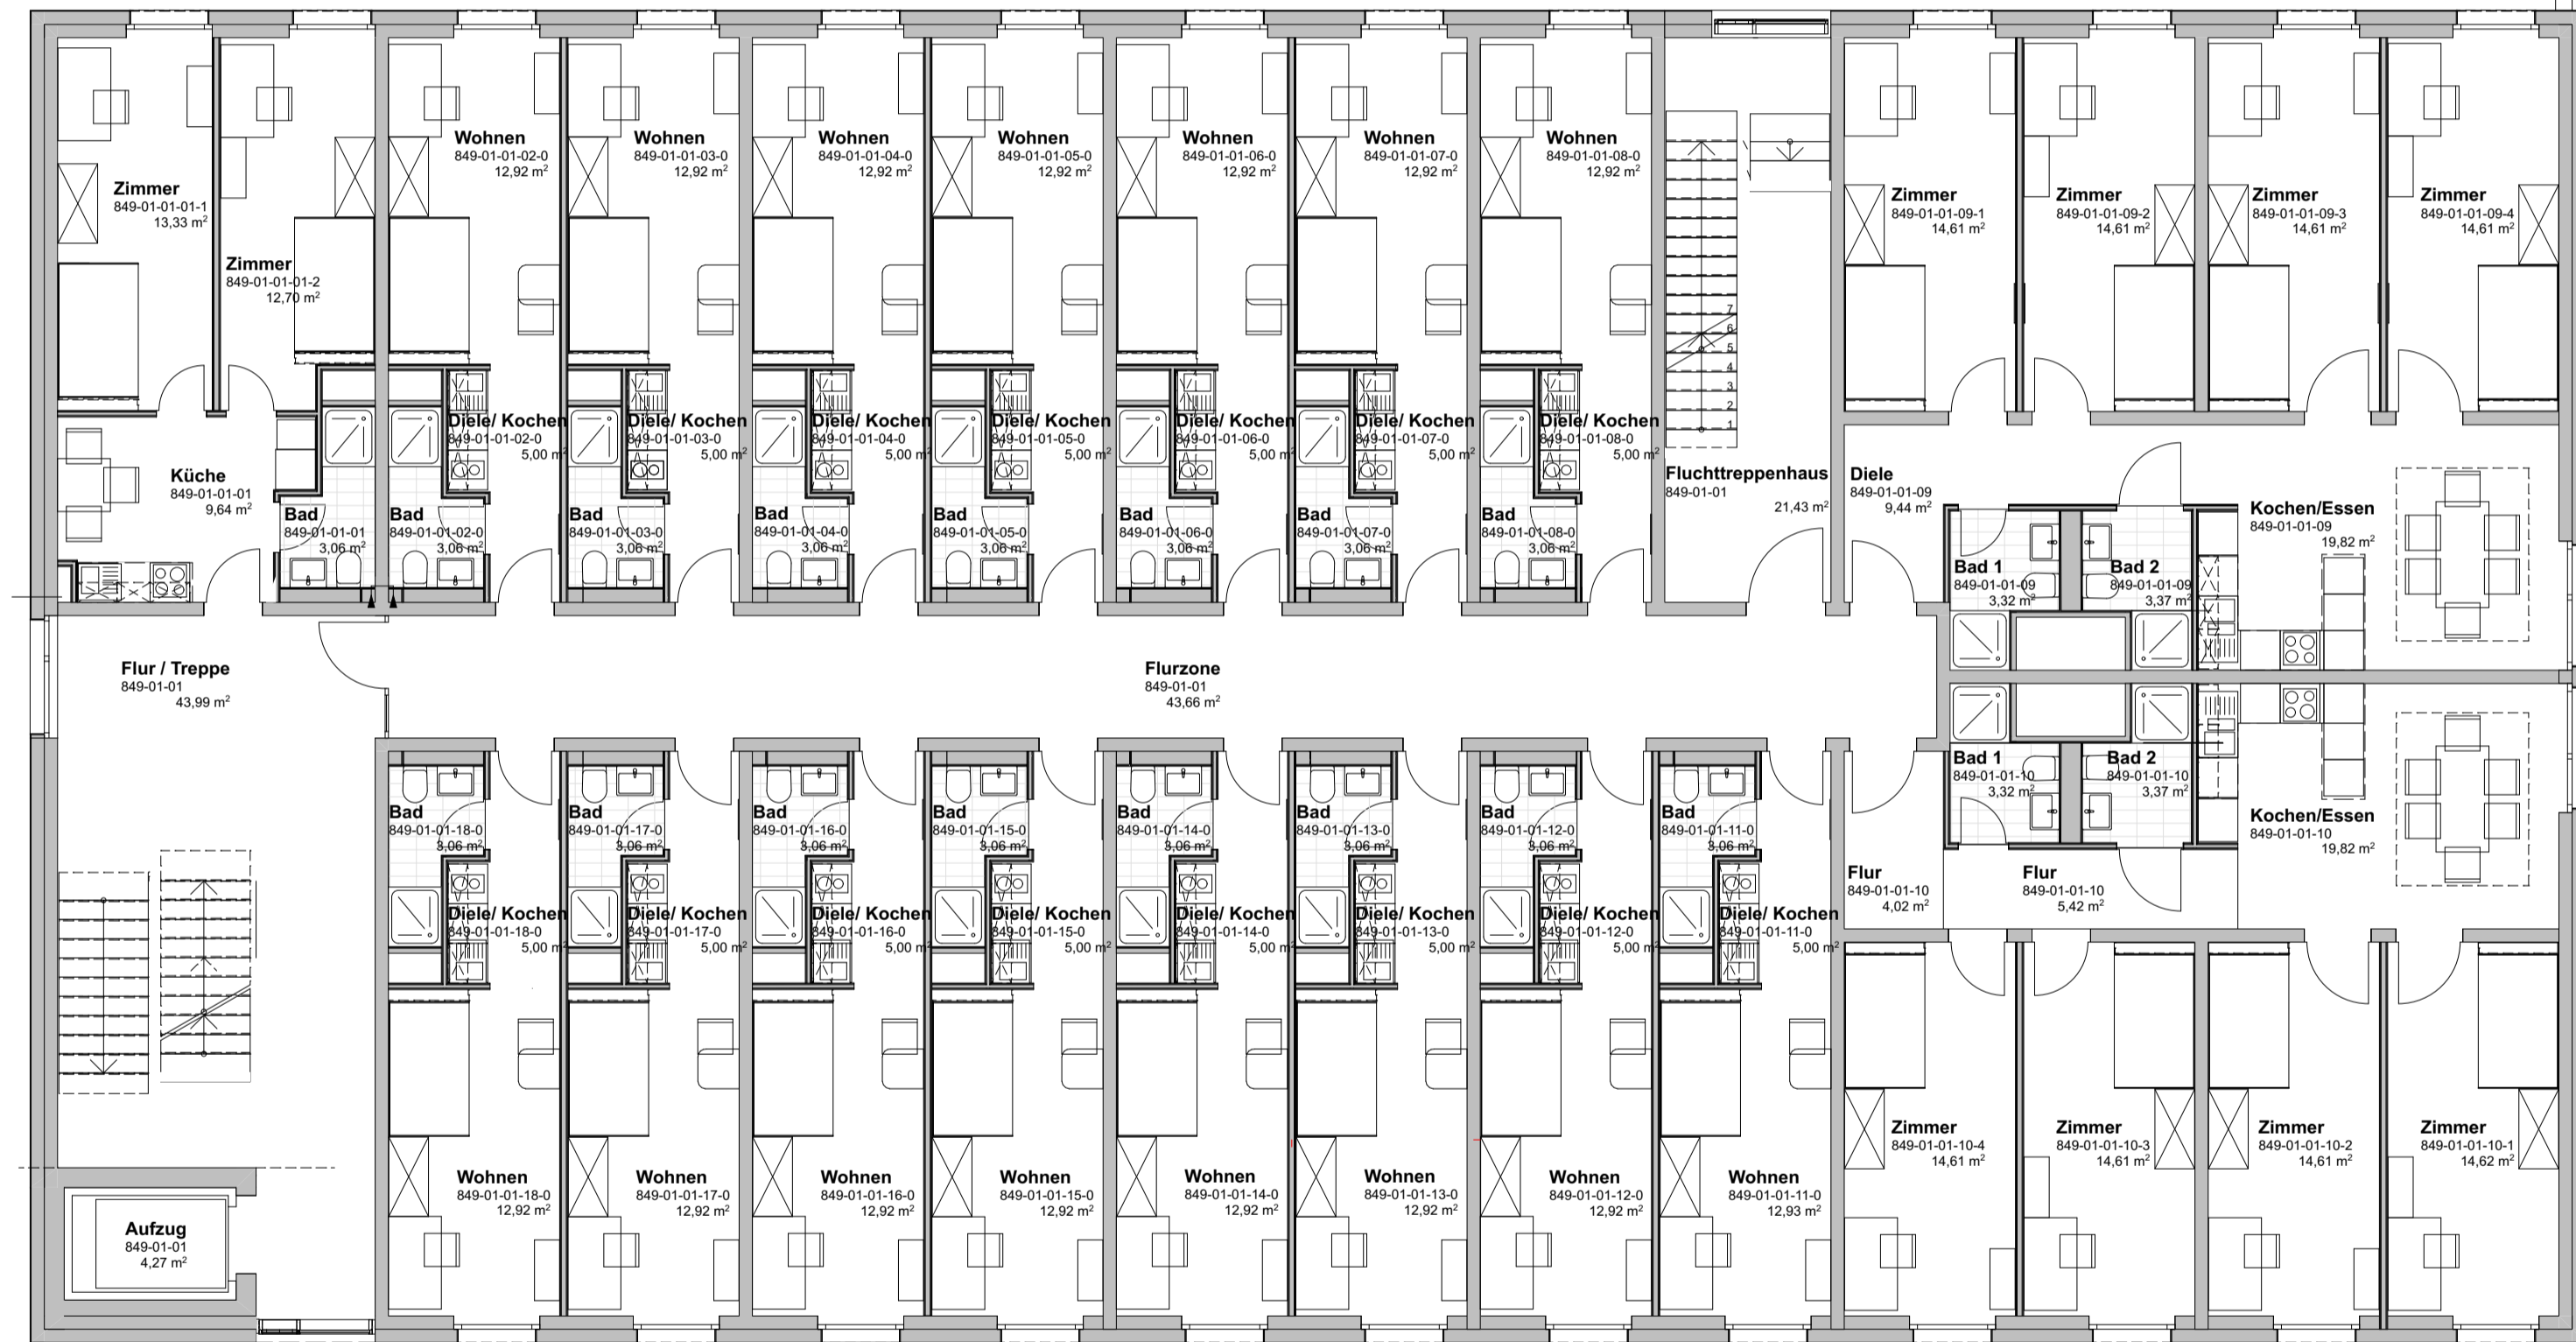 Zimmer
849-01-01-01-1
13,33 m²
Zimmer
849-01-01-01-2
12,70 m²
Wohnen
849-01-01-02-0
12,92 m²
Wohnen
849-01-01-03-0
12,92 m²
Wohnen
849-01-01-04-0
12,92 m²
Wohnen
849-01-01-05-0
12,92 m²
Wohnen
849-01-01-06-0
12,92 m²
Wohnen
849-01-01-07-0
12,92 m²
Wohnen
849-01-01-08-0
12,92 m²
Zimmer
849-01-01-09-1
14,61 m²
Zimmer
849-01-01-09-2
14,61 m²
Zimmer
849-01-01-09-3
14,61 m²
Zimmer
849-01-01-09-4
14,61 m²
7
6
5
4
3
2
1
Küche
849-01-01-01
9,64 m²
Diele/ Kochen
849-01-01-02-0
5,00 m²
Diele/ Kochen
849-01-01-03-0
5,00 m²
Diele/ Kochen
849-01-01-04-0
5,00 m²
Diele/ Kochen
849-01-01-05-0
5,00 m²
Diele/ Kochen
849-01-01-06-0
5,00 m²
Diele/ Kochen
849-01-01-07-0
5,00 m²
Diele/ Kochen
849-01-01-08-0
5,00 m²
Fluchttreppenhaus
849-01-01
21,43 m²
Diele
849-01-01-09
9,44 m²
Bad
849-01-01-01
3,06 m²
Bad
849-01-01-02-0
3,06 m²
Bad
849-01-01-03-0
3,06 m²
Bad
849-01-01-04-0
3,06 m²
Bad
849-01-01-05-0
3,06 m²
Bad
849-01-01-06-0
3,06 m²
Bad
849-01-01-07-0
3,06 m²
Bad
849-01-01-08-0
3,06 m²
Bad 1
849-01-01-09
3,32 m²
Bad 2
849-01-01-09
3,37 m²
Kochen/Essen
849-01-01-09
19,82 m²
Flur / Treppe
849-01-01
43,99 m²
Flurzone
849-01-01
43,66 m²
Bad
849-01-01-18-0
3,06 m²
Bad
849-01-01-17-0
3,06 m²
Bad
849-01-01-16-0
3,06 m²
Bad
849-01-01-15-0
3,06 m²
Bad
849-01-01-14-0
3,06 m²
Bad
849-01-01-13-0
3,06 m²
Bad
849-01-01-12-0
3,06 m²
Bad
849-01-01-11-0
3,06 m²
Bad 1
849-01-01-10
3,32 m²
Bad 2
849-01-01-10
3,37 m²
Kochen/Essen
849-01-01-10
19,82 m²
Diele/ Kochen
849-01-01-18-0
5,00 m²
Diele/ Kochen
849-01-01-17-0
5,00 m²
Diele/ Kochen
849-01-01-16-0
5,00 m²
Diele/ Kochen
849-01-01-15-0
5,00 m²
Diele/ Kochen
849-01-01-14-0
5,00 m²
Diele/ Kochen
849-01-01-13-0
5,00 m²
Diele/ Kochen
849-01-01-12-0
5,00 m²
Diele/ Kochen
849-01-01-11-0
5,00 m²
Flur
849-01-01-10
4,02 m²
Flur
849-01-01-10
5,42 m²
Wohnen
849-01-01-18-0
12,92 m²
Wohnen
849-01-01-17-0
12,92 m²
Wohnen
849-01-01-16-0
12,92 m²
Wohnen
849-01-01-15-0
12,92 m²
Wohnen
849-01-01-14-0
12,92 m²
Wohnen
849-01-01-13-0
12,92 m²
Wohnen
849-01-01-12-0
12,92 m²
Wohnen
849-01-01-11-0
12,93 m²
Zimmer
849-01-01-10-4
14,61 m²
Zimmer
849-01-01-10-3
14,61 m²
Zimmer
849-01-01-10-2
14,61 m²
Zimmer
849-01-01-10-1
14,62 m²
Aufzug
849-01-01
4,27 m²